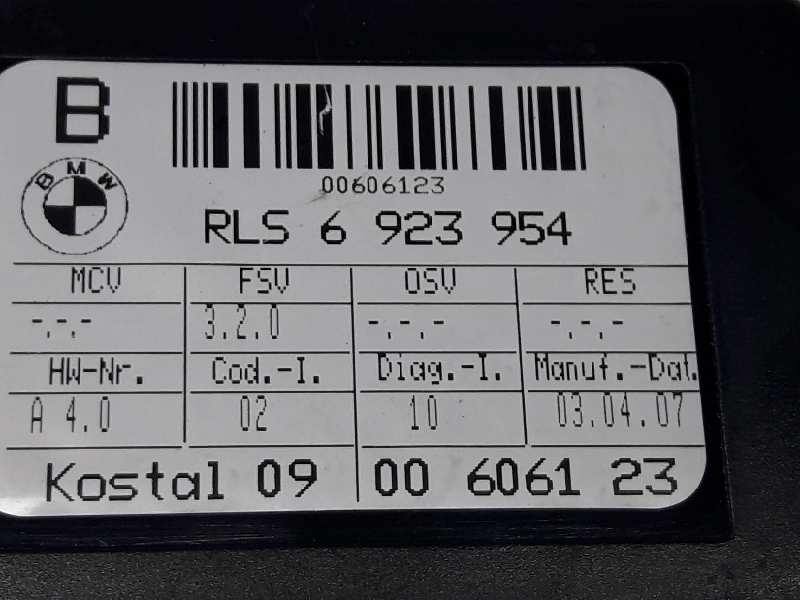 B
00606123
BMW
RLS 6 923 954
MCV FSV OSV RES
-.-.- 3.2.0 -.-.- -.-.-
HW-Nr. Cod.-I. Diag.-I. Manuf.-Dat.
A 4.0 02 10 03.04.07
Kostal 09 00 6061 23